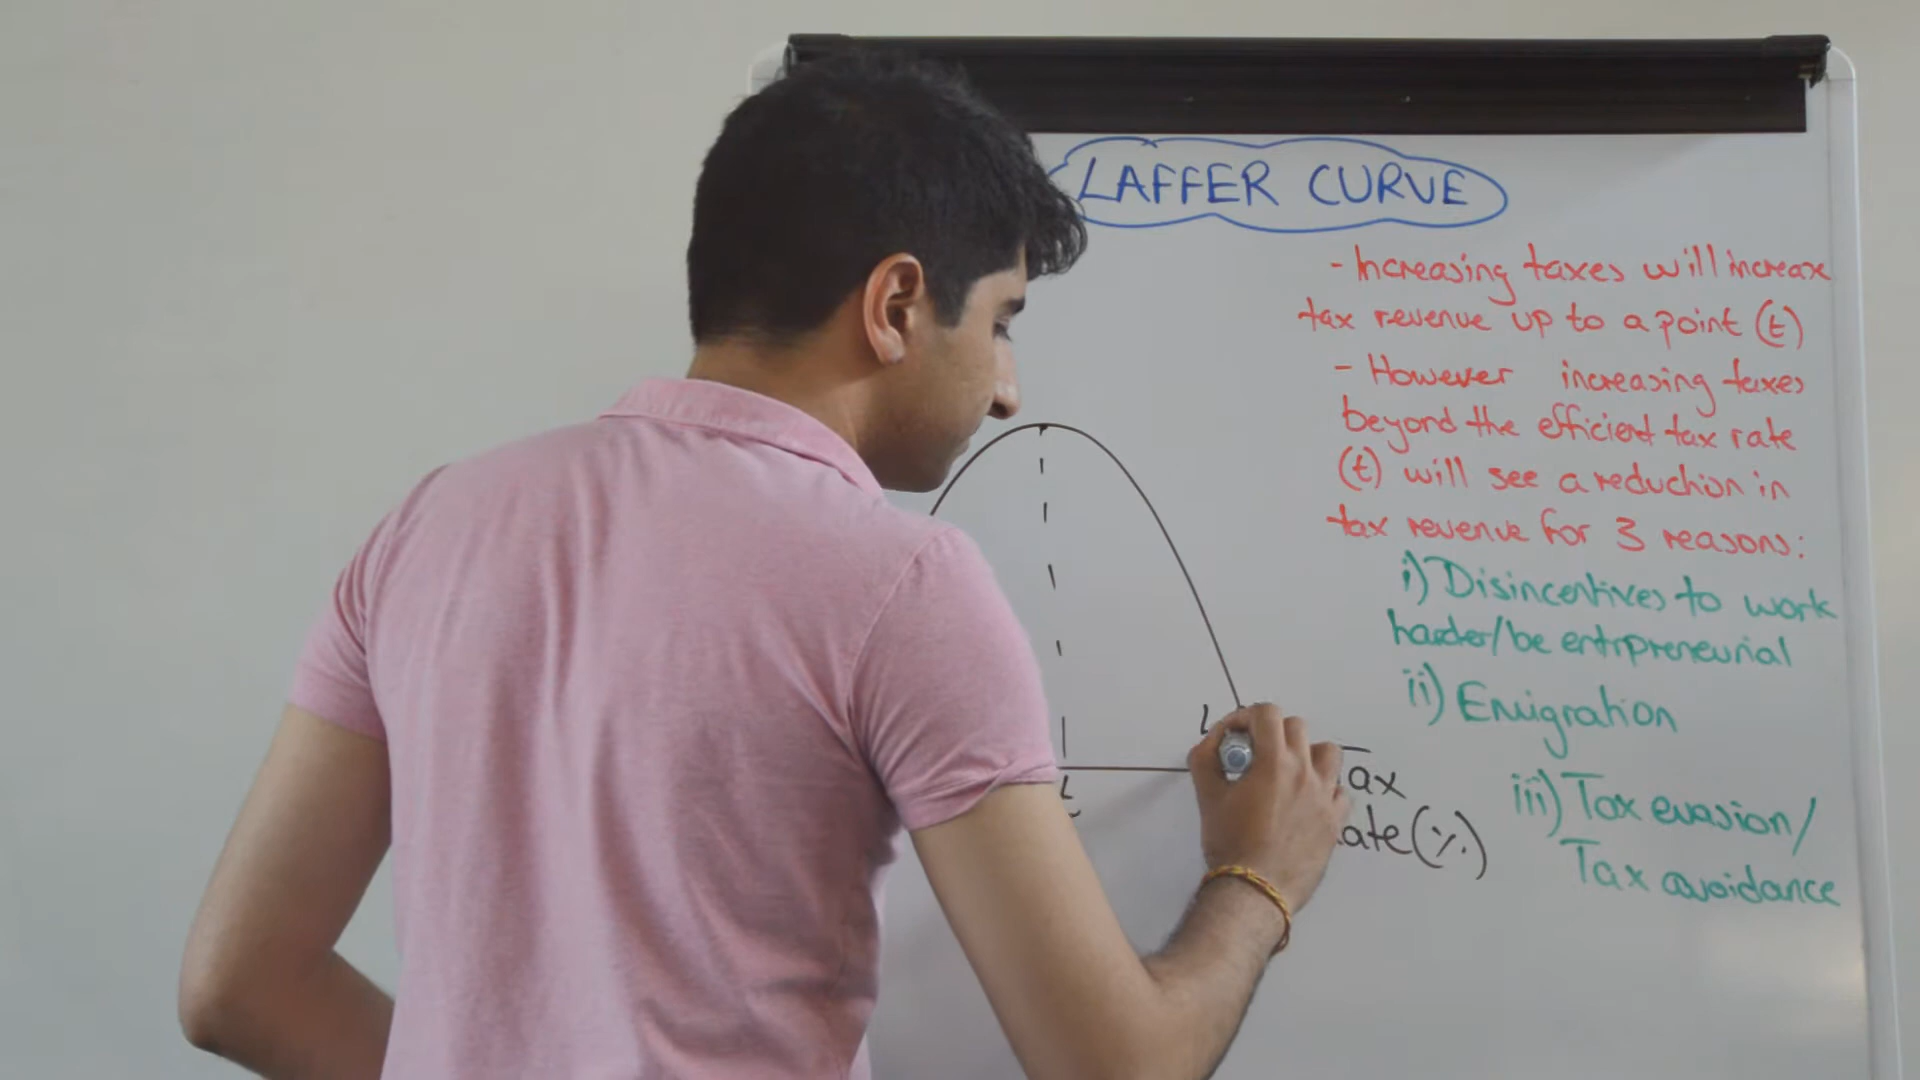 LAFFER CURVE
- Increasing taxes will increase
tax revenue up to a point (t)
- However increasing taxes
beyond the efficient tax rate
(t) will see a reduction in
tax revenue for 3 reasons:
i) Disincentives to work
harder/be entrpreneurial
ii) Emigration
iii) Tax evasion/
Tax avoidance
t
Tax
ate (%)